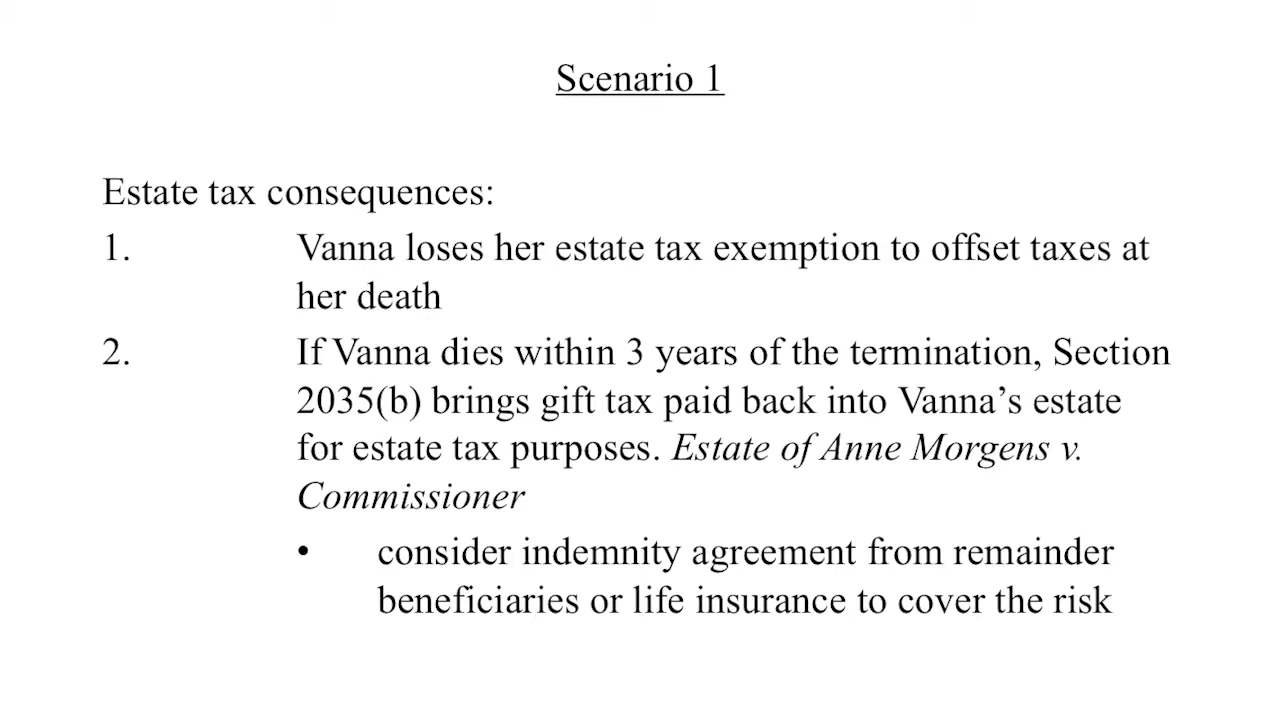 Scenario 1
Estate tax consequences:
1. Vanna loses her estate tax exemption to offset taxes at
her death
2. If Vanna dies within 3 years of the termination, Section
2035(b) brings gift tax paid back into Vanna’s estate
for estate tax purposes. Estate of Anne Morgens v.
Commissioner
• consider indemnity agreement from remainder
beneficiaries or life insurance to cover the risk